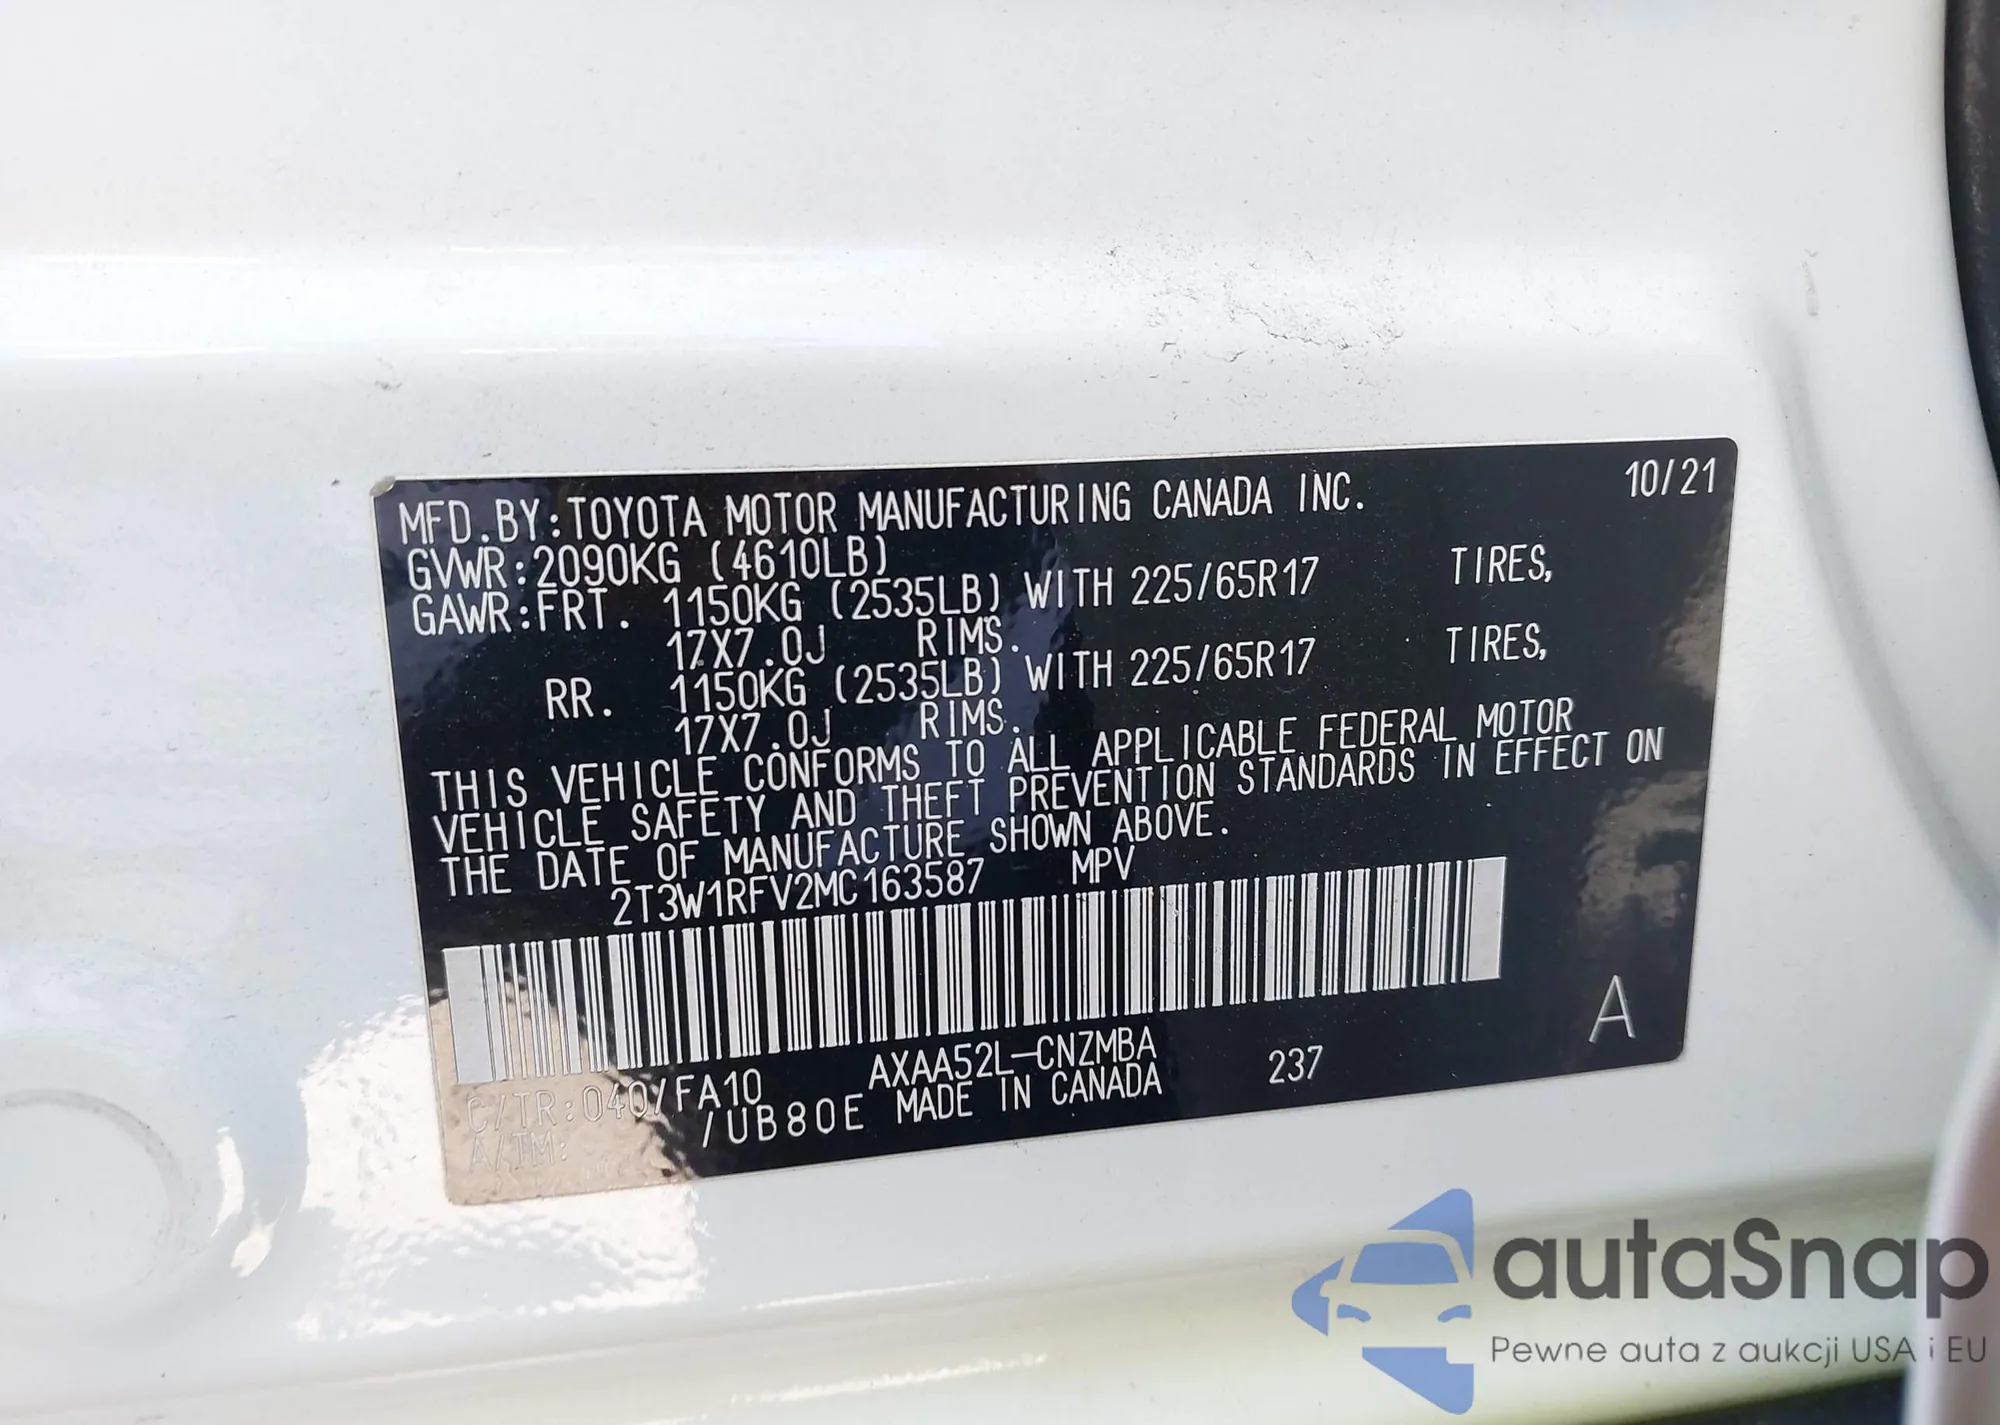 MFD.BY:TOYOTA MOTOR MANUFACTURING CANADA INC. 10/21
GVWR:2090KG (4610LB)
GAWR:FRT. 1150KG (2535LB) WITH 225/65R17 TIRES,
17X7.0J RIMS.
RR. 1150KG (2535LB) WITH 225/65R17 TIRES,
17X7.0J RIMS.
THIS VEHICLE CONFORMS TO ALL APPLICABLE FEDERAL MOTOR
VEHICLE SAFETY AND THEFT PREVENTION STANDARDS IN EFFECT ON
THE DATE OF MANUFACTURE SHOWN ABOVE.
2T3W1RFV2MC163587 MPV
A
C/TR:040/FA10 AXAA52L-CNZMBA 237
A/TM: /UB80E MADE IN CANADA
autaSnap
Pewne auta z aukcji USA i EU